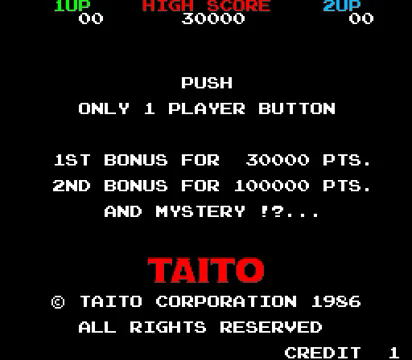 1UP HIGH SCORE 2UP
00 30000 00
PUSH
ONLY 1 PLAYER BUTTON
1ST BONUS FOR 30000 PTS.
2ND BONUS FOR 100000 PTS.
AND MYSTERY !?...
TAITO
© TAITO CORPORATION 1986
ALL RIGHTS RESERVED
CREDIT 1